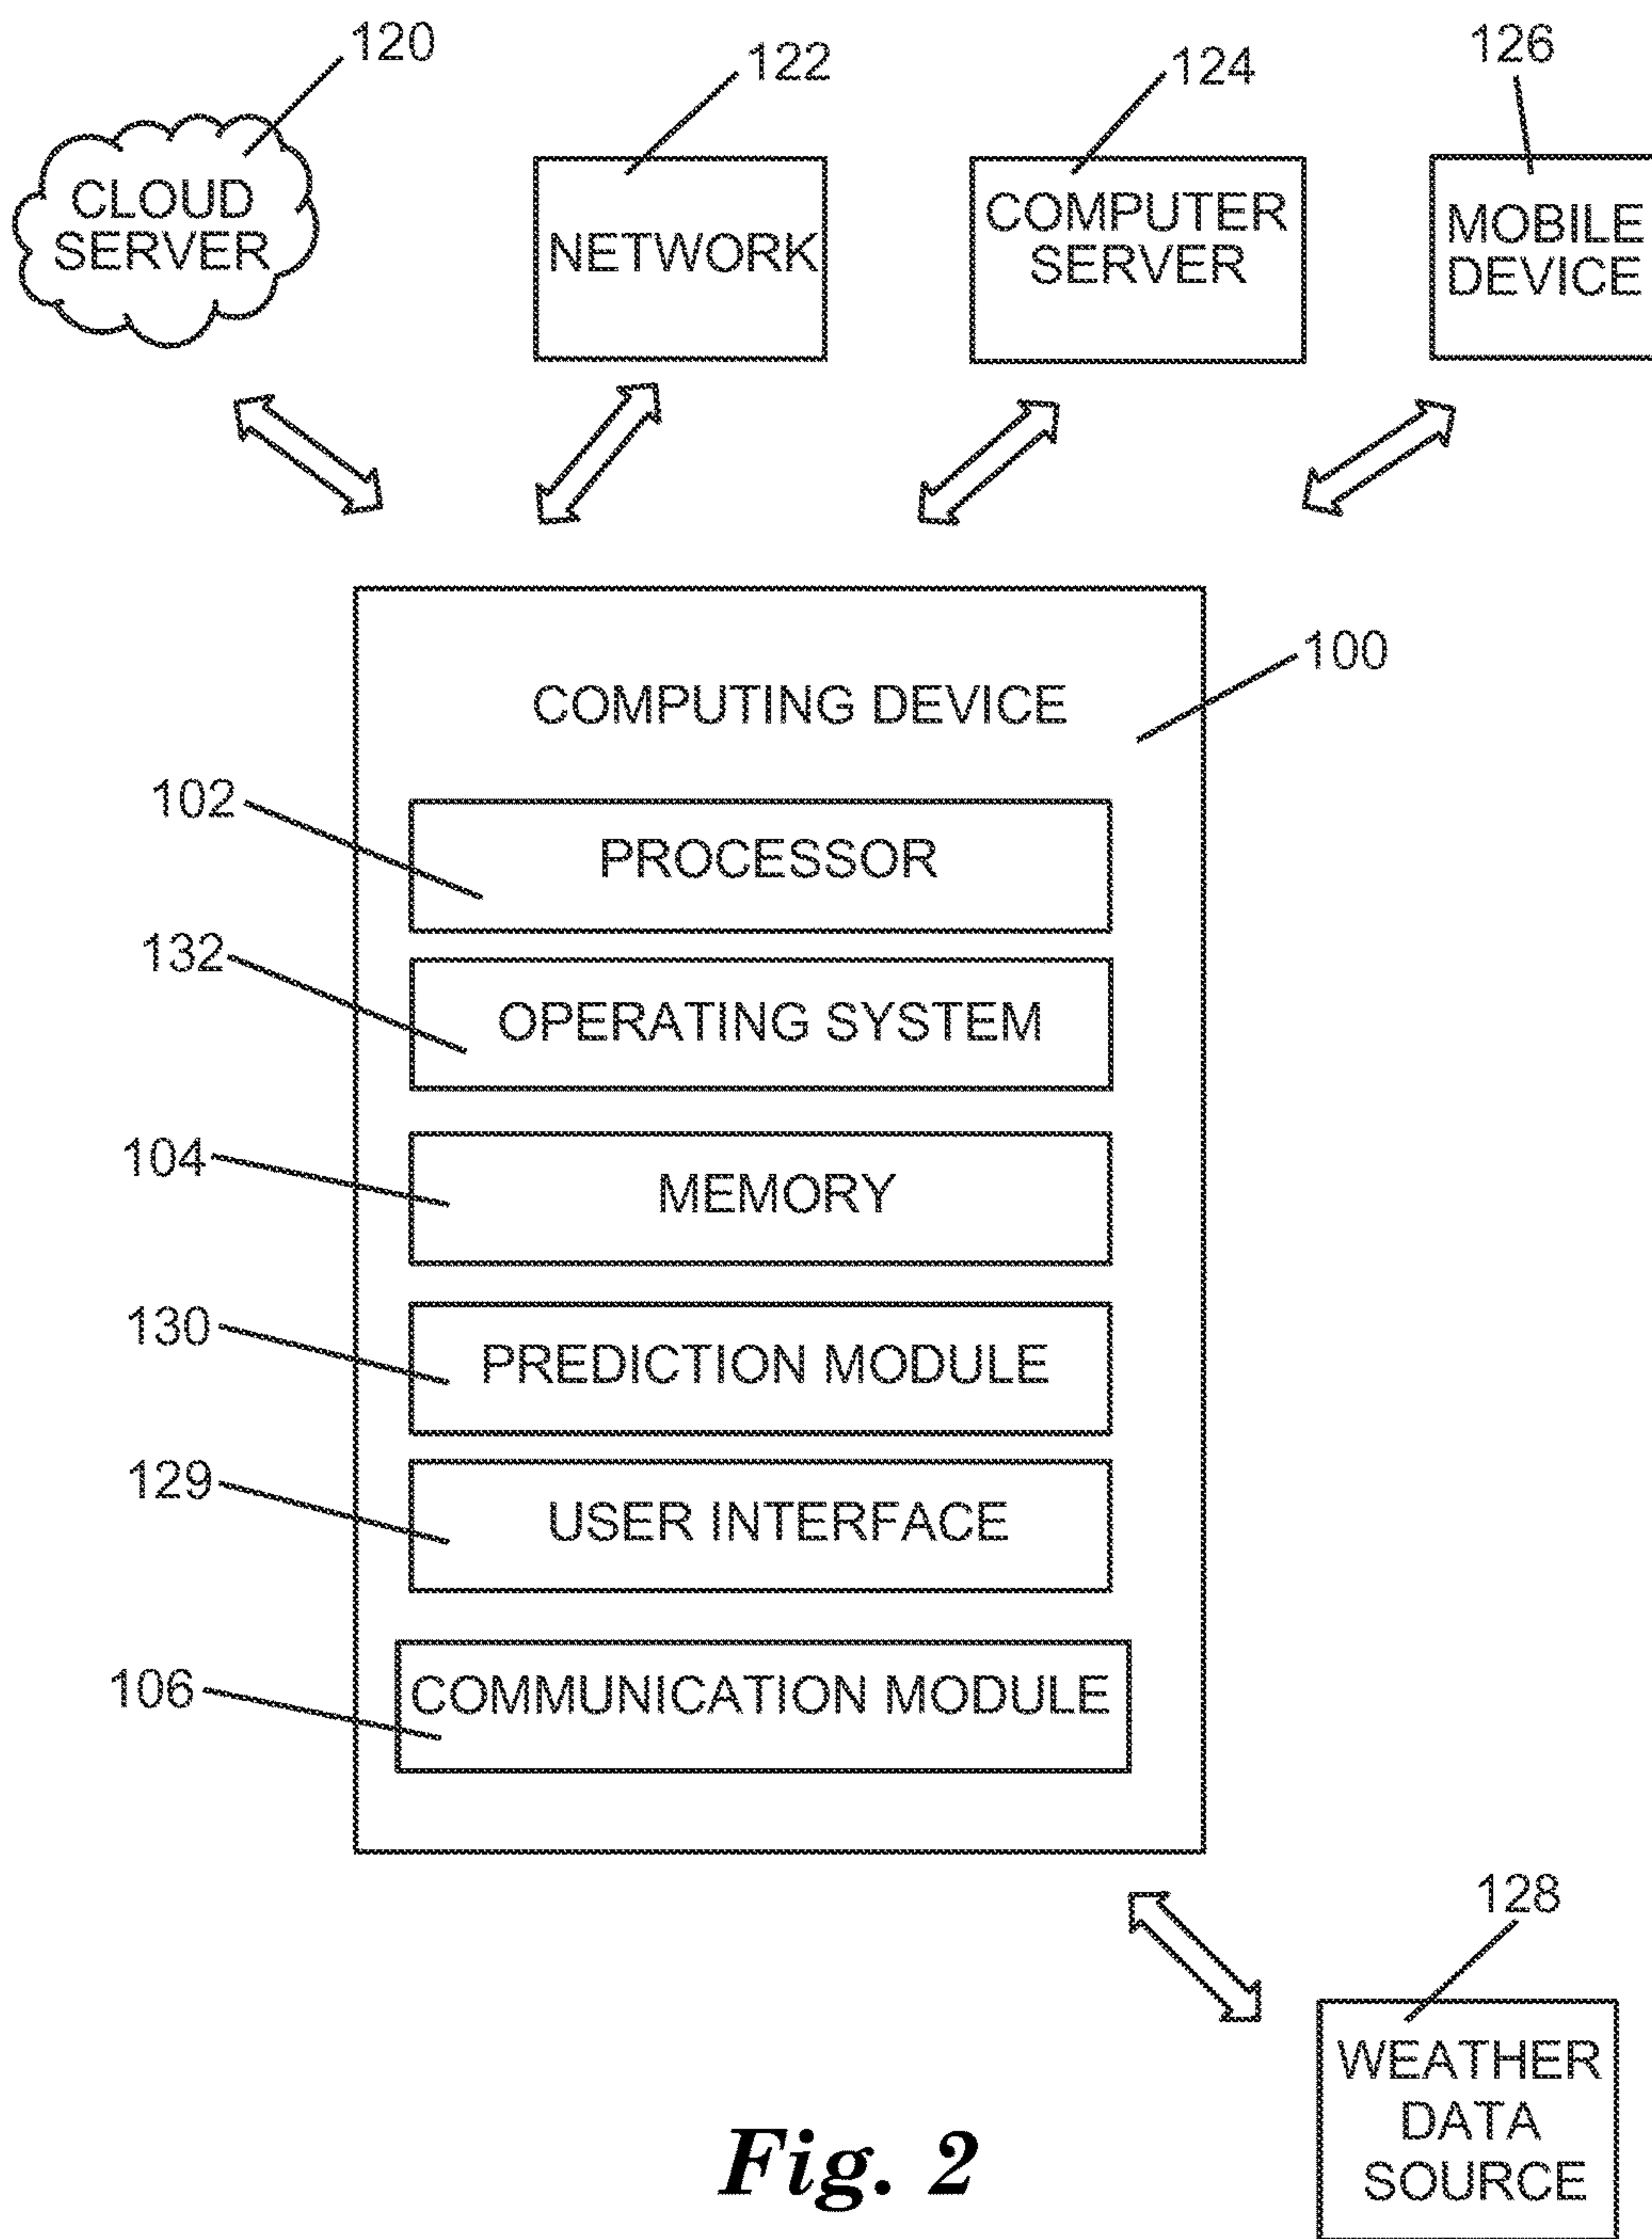 120
122
124
126
CLOUD
SERVER
NETWORK
COMPUTER
SERVER
MOBILE
DEVICE
100
COMPUTING DEVICE
102
PROCESSOR
132
OPERATING SYSTEM
104
MEMORY
130
PREDICTION MODULE
129
USER INTERFACE
106
COMMUNICATION MODULE
128
WEATHER
DATA
SOURCE
Fig. 2